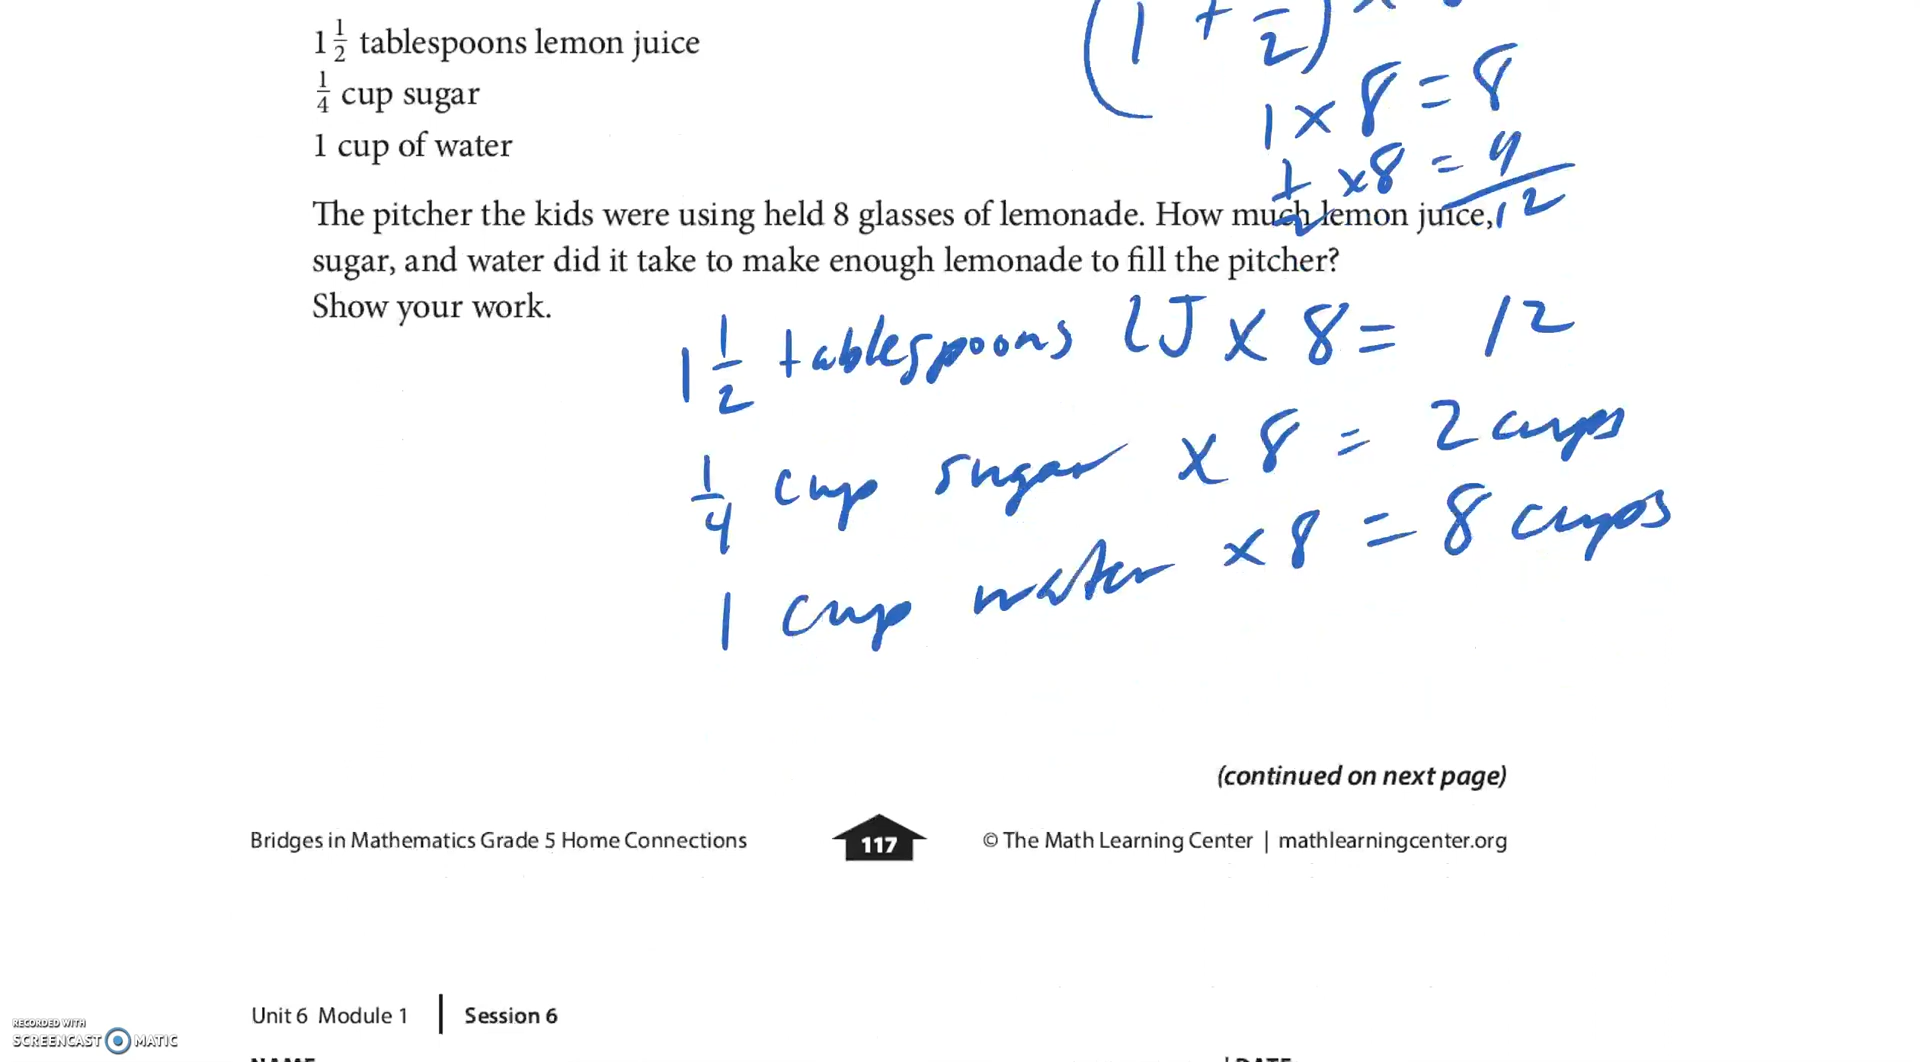 (1 + 1/2) x 8
1 1/2 tablespoons lemon juice
1 x 8 = 8
1/4 cup sugar
1 cup of water
1/2 x 8 = 4
12
The pitcher the kids were using held 8 glasses of lemonade. How much lemon juice,
sugar, and water did it take to make enough lemonade to fill the pitcher?
Show your work.
1 1/2 tablespoons LJ x 8 = 12
1/4 cup sugar x 8 = 2 cups
1 cup water x 8 = 8 cups
(continued on next page)
Bridges in Mathematics Grade 5 Home Connections
117
© The Math Learning Center | mathlearningcenter.org
Unit 6 Module 1 | Session 6
NAME
| DATE
RECORDED WITH
SCREENCAST MATIC